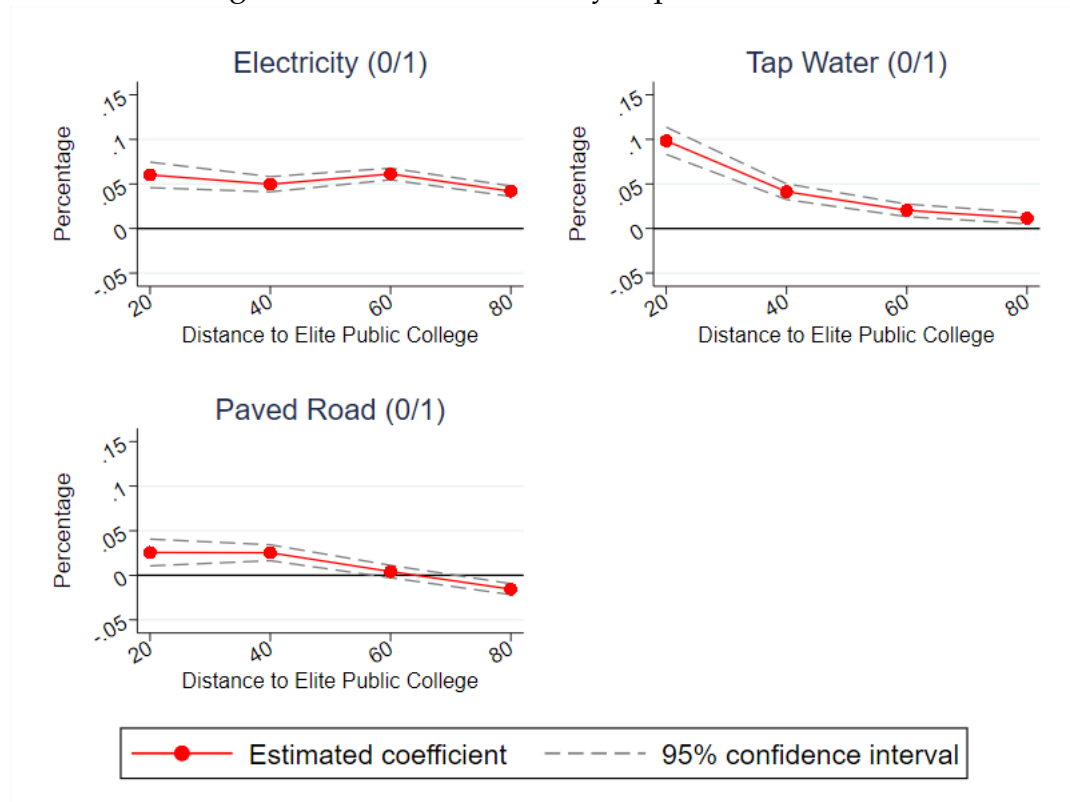 Electricity (0/1)
Percentage
.15
.1
.05
0
-.05
20
40
60
80
Distance to Elite Public College
Tap Water (0/1)
Percentage
.15
.1
.05
0
-.05
20
40
60
80
Distance to Elite Public College
Paved Road (0/1)
Percentage
.15
.1
.05
0
-.05
20
40
60
80
Distance to Elite Public College
Estimated coefficient
95% confidence interval